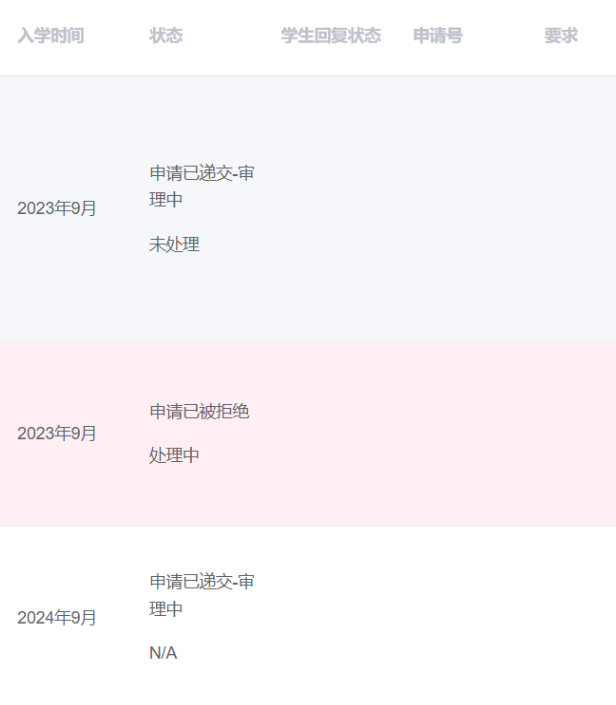 入学时间 状态 学生回复状态 申请号 要求
申请已递交-审
理中
2023年9月
未处理
申请已被拒绝
2023年9月
处理中
申请已递交-审
理中
2024年9月
N/A